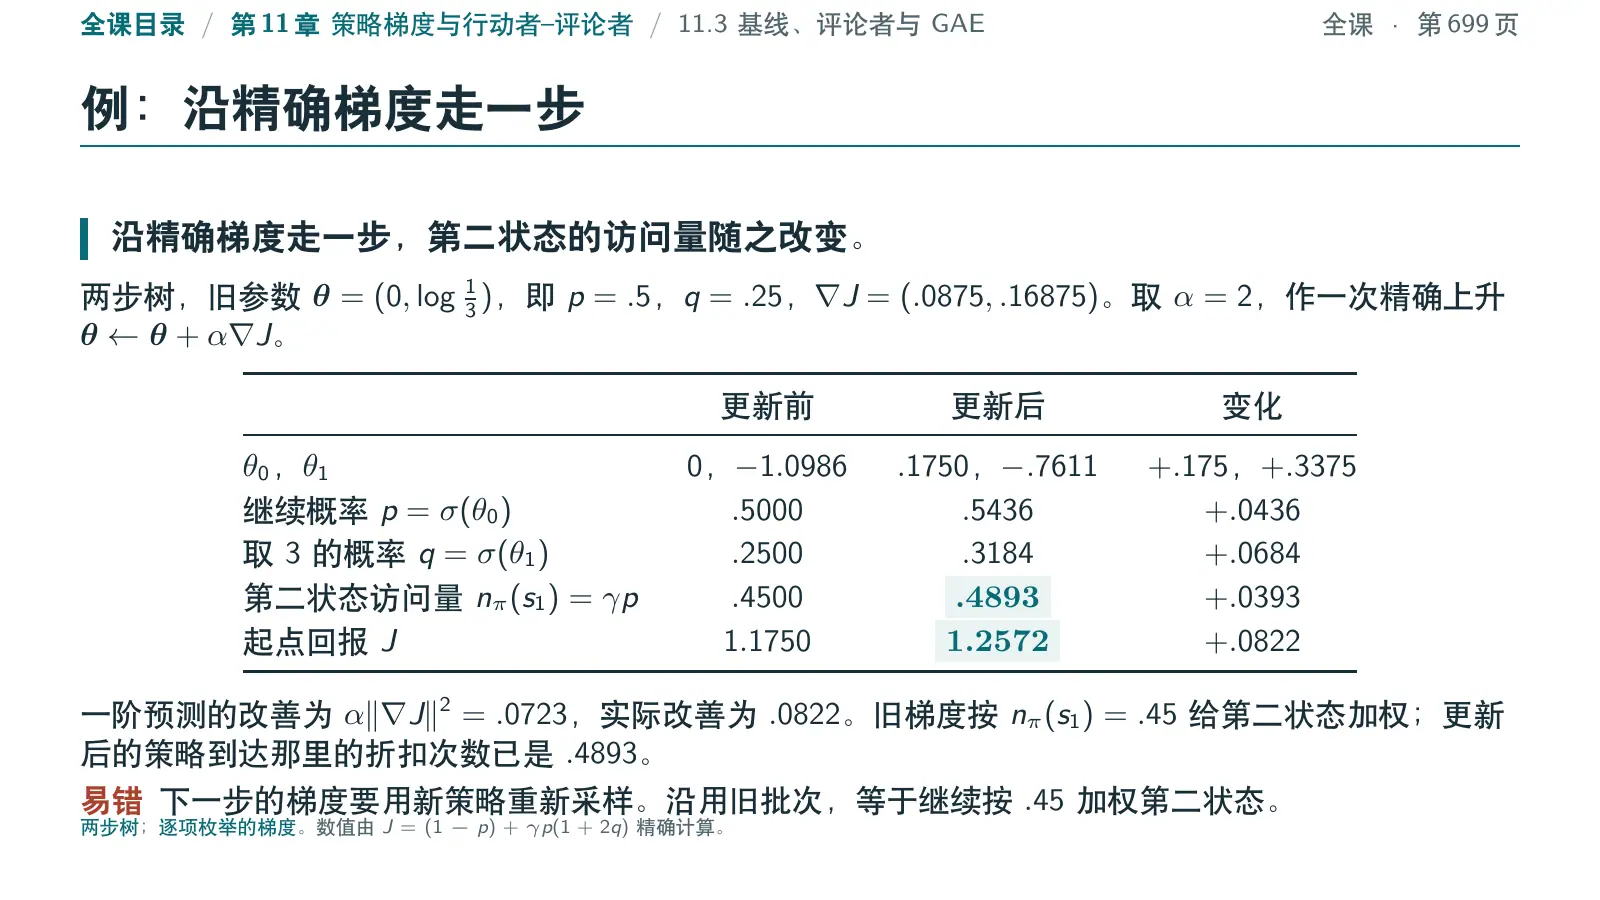 全课目录 / 第 11 章 策略梯度与行动者–评论者 / 11.3 基线、评论者与 GAE 全课 · 第 699 页
例：沿精确梯度走一步
沿精确梯度走一步，第二状态的访问量随之改变。
两步树，旧参数 θ = (0, log 1/3)，即 p = .5，q = .25，∇J = (.0875, .16875)。取 α = 2，作一次精确上升
θ ← θ + α∇J。
更新前 更新后 变化
θ₀，θ₁ 0，−1.0986 .1750，−.7611 +.175，+.3375
继续概率 p = σ(θ₀) .5000 .5436 +.0436
取 3 的概率 q = σ(θ₁) .2500 .3184 +.0684
第二状态访问量 n_π(s₁) = γp .4500 .4893 +.0393
起点回报 J 1.1750 1.2572 +.0822
一阶预测的改善为 α‖∇J‖² = .0723，实际改善为 .0822。旧梯度按 n_π(s₁) = .45 给第二状态加权；更新
后的策略到达那里的折扣次数已是 .4893。
易错 下一步的梯度要用新策略重新采样。沿用旧批次，等于继续按 .45 加权第二状态。
两步树；逐项枚举的梯度。数值由 J = (1 − p) + γp(1 + 2q) 精确计算。